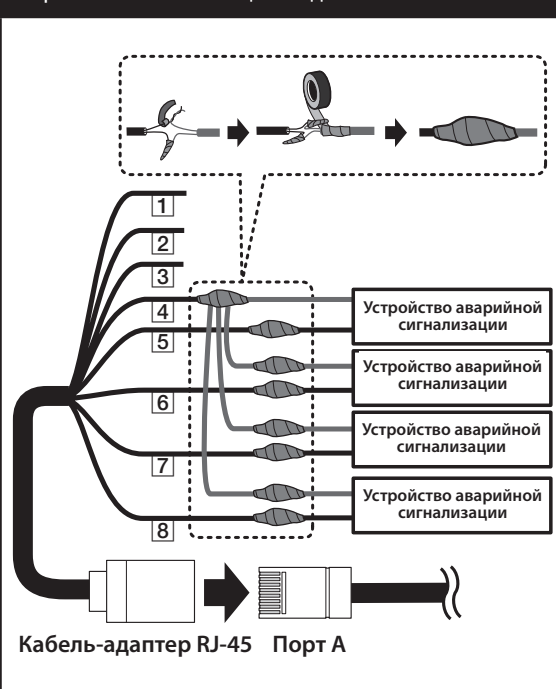 1
2
3
4
5
6
7
8
Устройство аварийной
сигнализации
Устройство аварийной
сигнализации
Устройство аварийной
сигнализации
Устройство аварийной
сигнализации
Кабель-адаптер RJ-45 Порт A